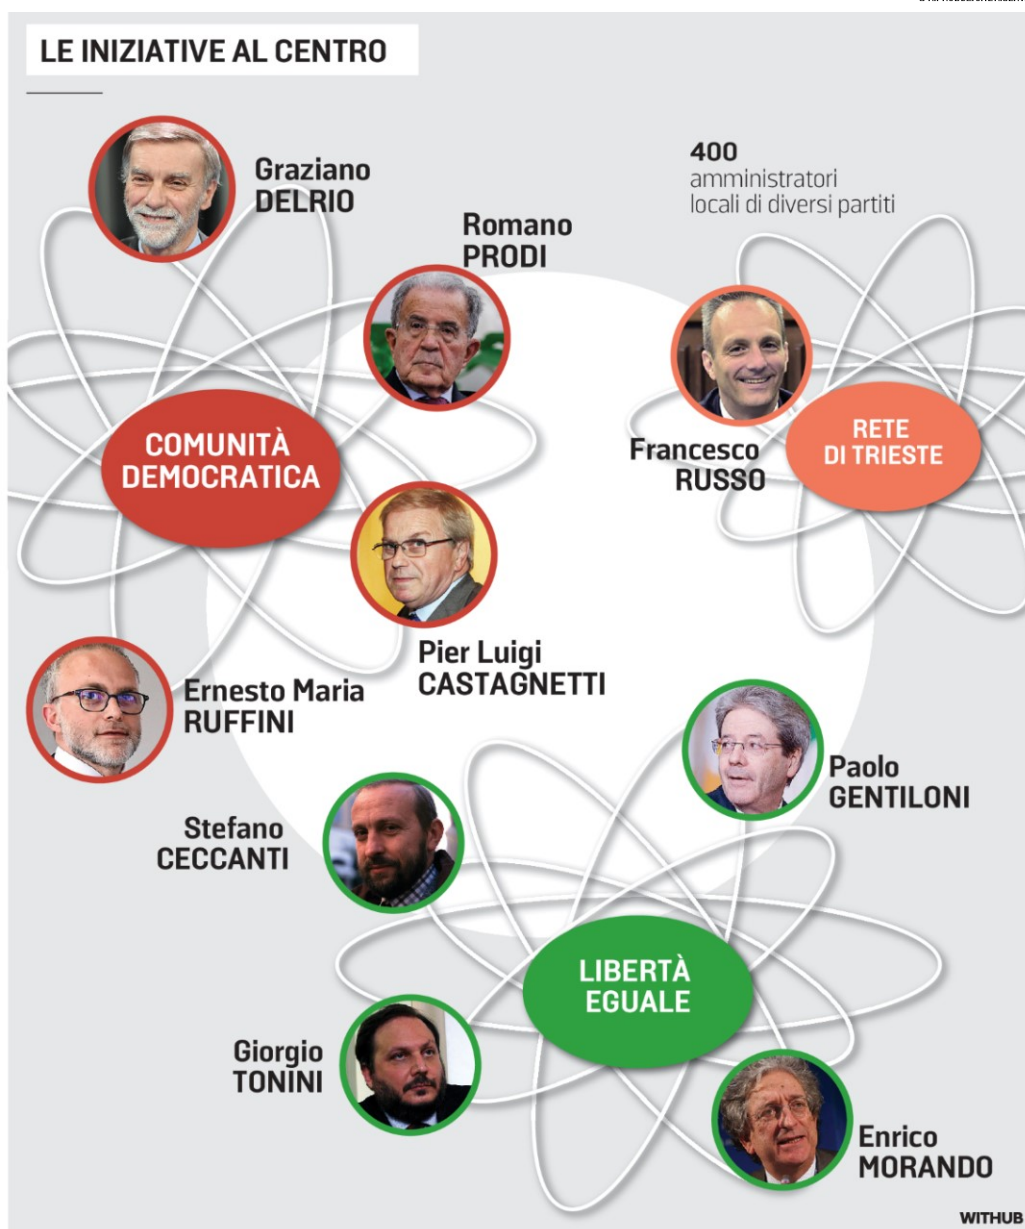 LE INIZIATIVE AL CENTRO
Graziano
DELRIO
400
amministratori
locali di diversi partiti
Romano
PRODI
COMUNITÀ
DEMOCRATICA
Francesco
RUSSO
RETE
DI TRIESTE
Pier Luigi
CASTAGNETTI
Ernesto Maria
RUFFINI
Paolo
GENTILONI
Stefano
CECCANTI
LIBERTÀ
EGUALE
Giorgio
TONINI
Enrico
MORANDO
WITHUB